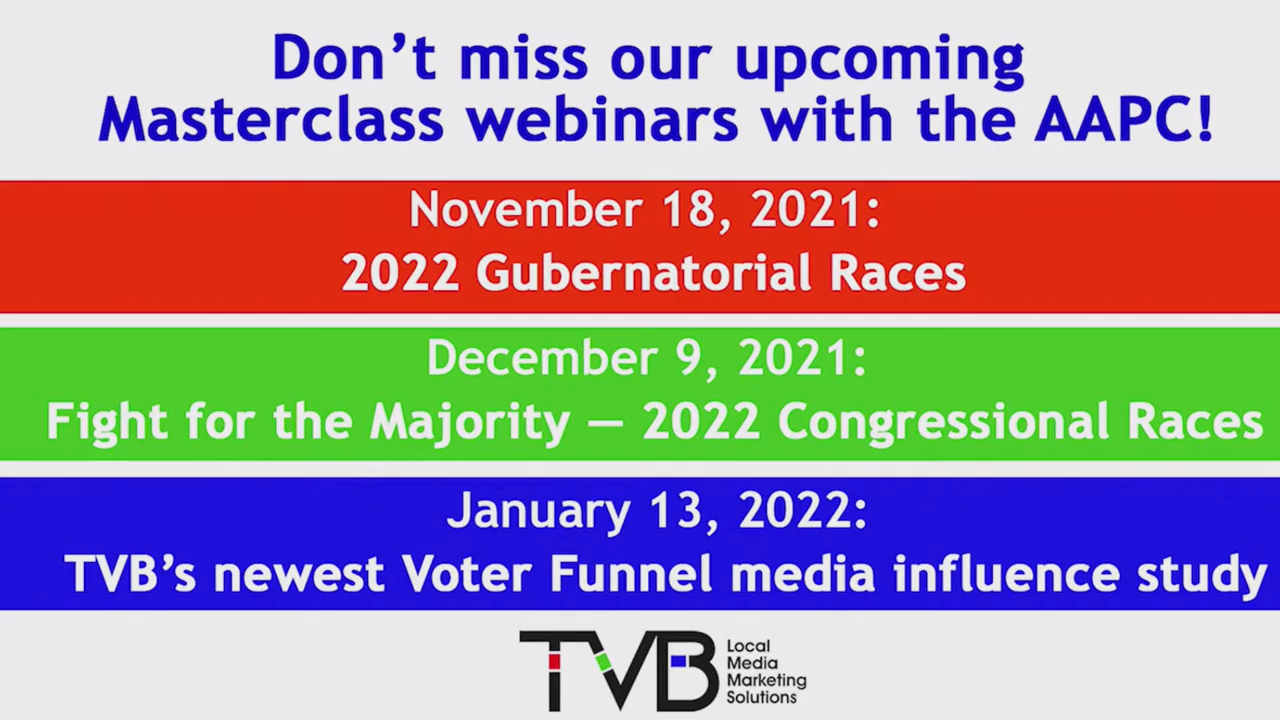 Don’t miss our upcoming
Masterclass webinars with the AAPC!
November 18, 2021:
2022 Gubernatorial Races
December 9, 2021:
Fight for the Majority — 2022 Congressional Races
January 13, 2022:
TVB’s newest Voter Funnel media influence study
TVB
Local
Media
Marketing
Solutions